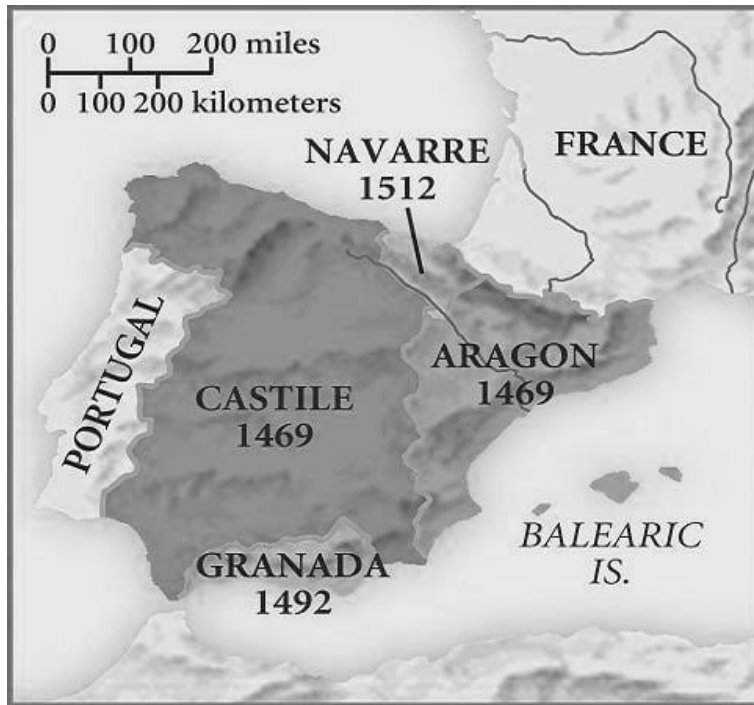 0 100 200 miles
0 100 200 kilometers
NAVARRE
1512
FRANCE
PORTUGAL
CASTILE
1469
ARAGON
1469
GRANADA
1492
BALEARIC
IS.